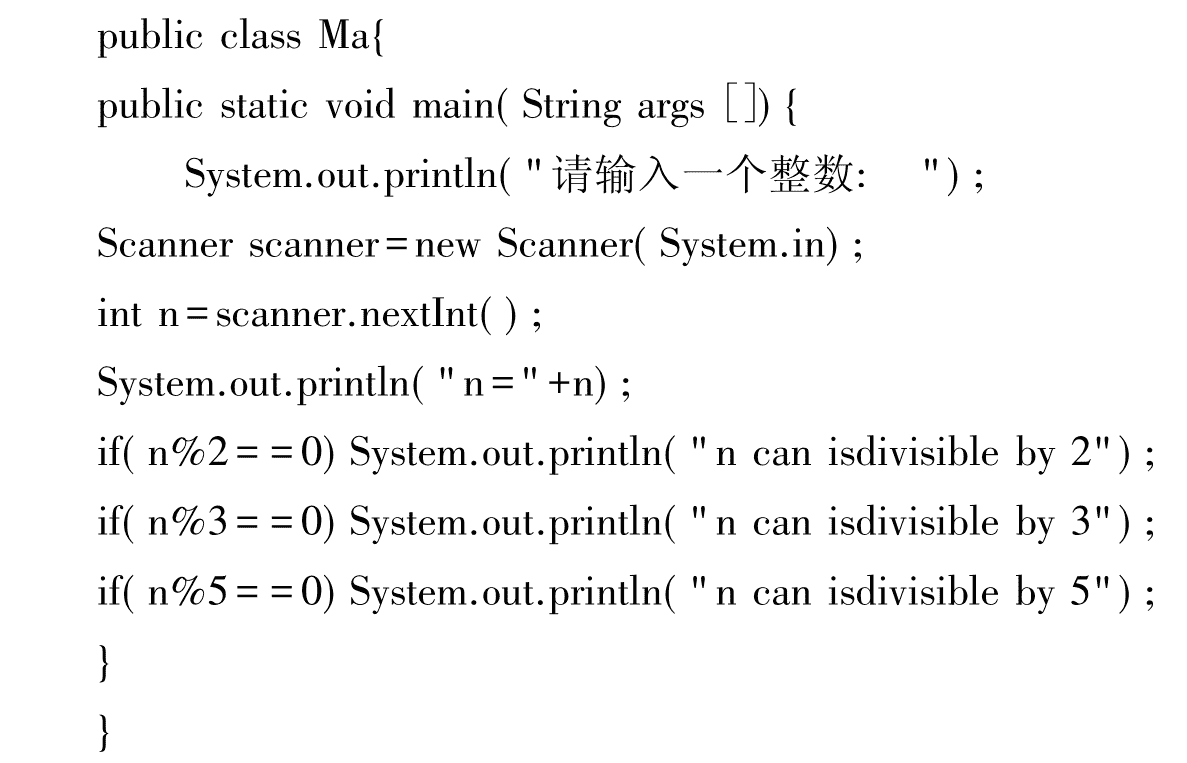 public class Ma{
public static void main( String args []) {
System.out.println( "请输入一个整数:  ") ;
Scanner scanner=new Scanner( System.in) ;
int n=scanner.nextInt( ) ;
System.out.println( "n="+n) ;
if( n%2==0) System.out.println( "n can isdivisible by 2") ;
if( n%3==0) System.out.println( "n can isdivisible by 3") ;
if( n%5==0) System.out.println( "n can isdivisible by 5") ;
}
}